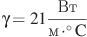 γ = 21 Вт/(м·°C)